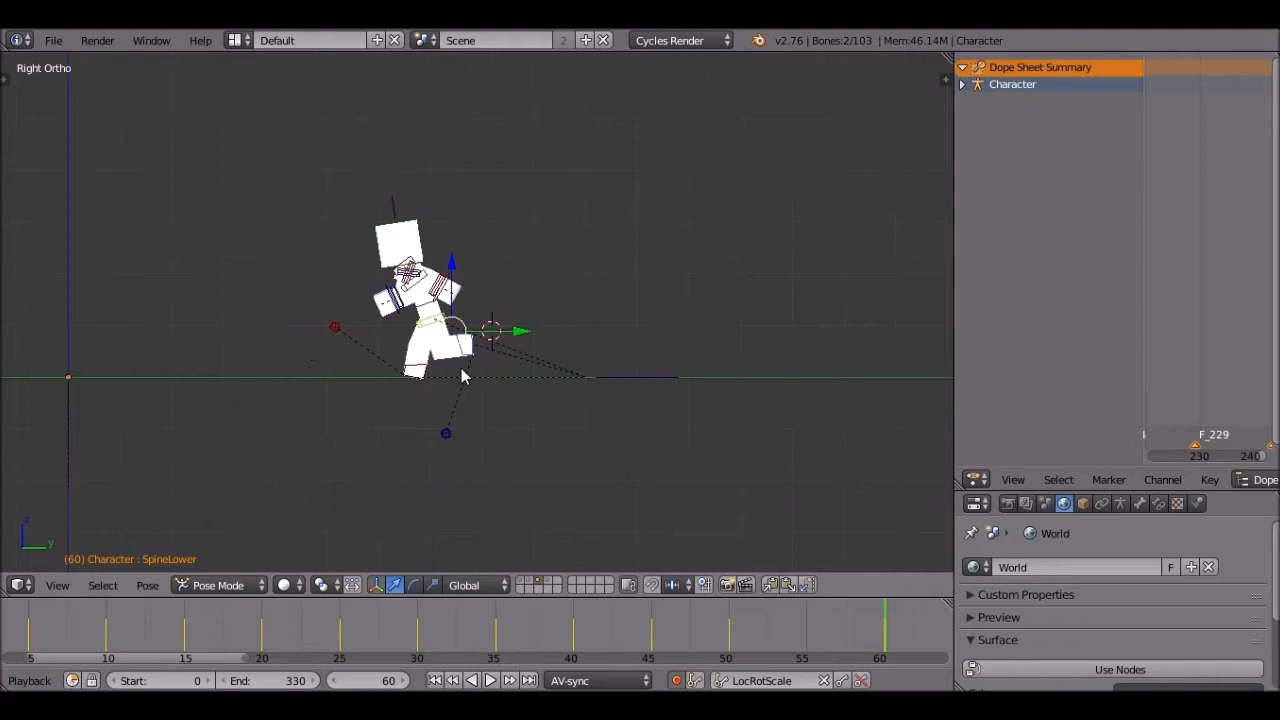 File Render Window Help Default Scene 2 Cycles Render v2.76 | Bones:2/103 | Mem:46.14M | Character
Right Ortho
Dope Sheet Summary
Character
F_229
230 240
View Select Marker Channel Key Dope
World
World F
Custom Properties
Preview
Surface
Use Nodes
z
y
(60) Character : SpineLower
View Select Pose Pose Mode Global
5 10 15 20 25 30 35 40 45 50 55 60
Playback Start: 0 End: 330 60 AV-sync LocRotScale